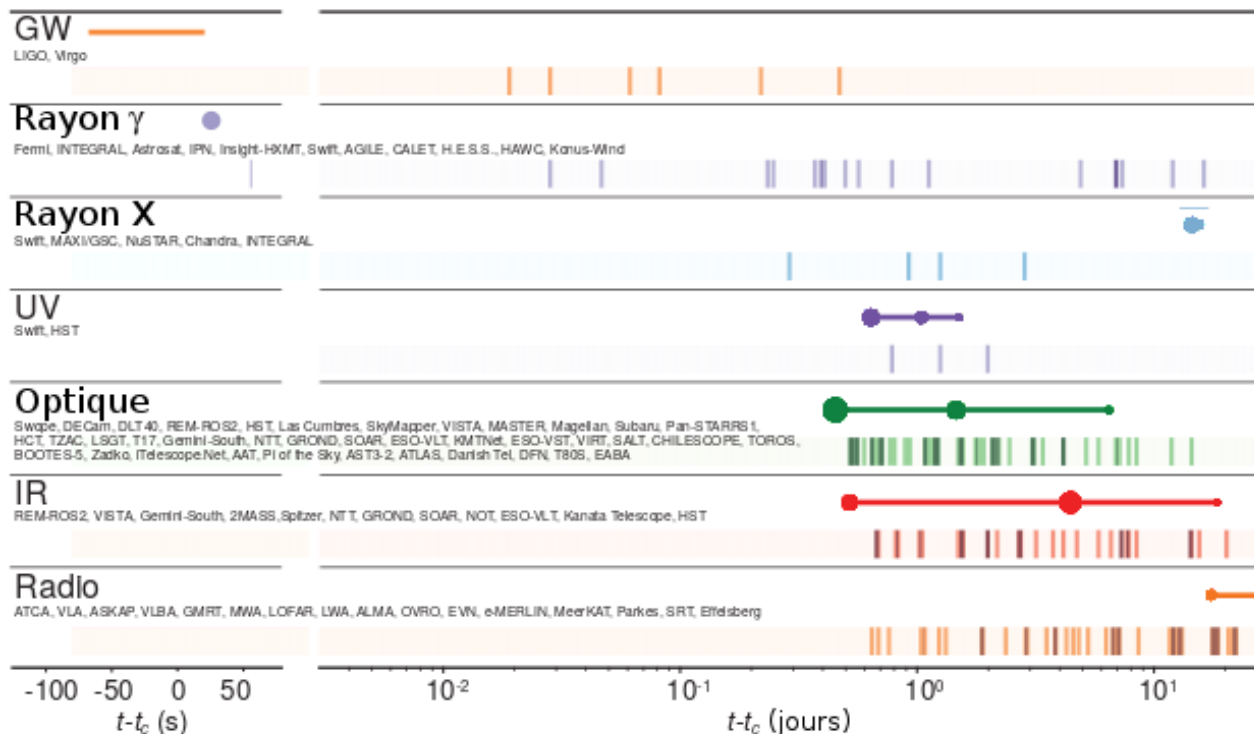 GW
LIGO, Virgo
Rayon γ
Fermi, INTEGRAL, Astrosat, IPN, Insight-HXMT, Swift, AGILE, CALET, H.E.S.S., HAWC, Konus-Wind
Rayon X
Swift, MAXI/GSC, NuSTAR, Chandra, INTEGRAL
UV
Swift, HST
Optique
Swope, DECam, DLT40, REM-ROS2, HST, Las Cumbres, SkyMapper, VISTA, MASTER, Magellan, Subaru, Pan-STARRS1,
HCT, TZAC, LSGT, T17, Gemini-South, NTT, GROND, SOAR, ESO-VLT, KMTNet, ESO-VST, VIRT, SALT, CHILESCOPE, TOROS,
BOOTES-5, Zadko, iTelescope.Net, AAT, PI of the Sky, AST3-2, ATLAS, Danish Tel, DFN, T80S, EABA
IR
REM-ROS2, VISTA, Gemini-South, 2MASS,Spitzer, NTT, GROND, SOAR, NOT, ESO-VLT, Kanata Telescope, HST
Radio
ATCA, VLA, ASKAP, VLBA, GMRT, MWA, LOFAR, LWA, ALMA, OVRO, EVN, e-MERLIN, MeerKAT, Parkes, SRT, Effelsberg
-100 -50 0 50 10⁻² 10⁻¹ 10⁰ 10¹
t-t_c (s) t-t_c (jours)